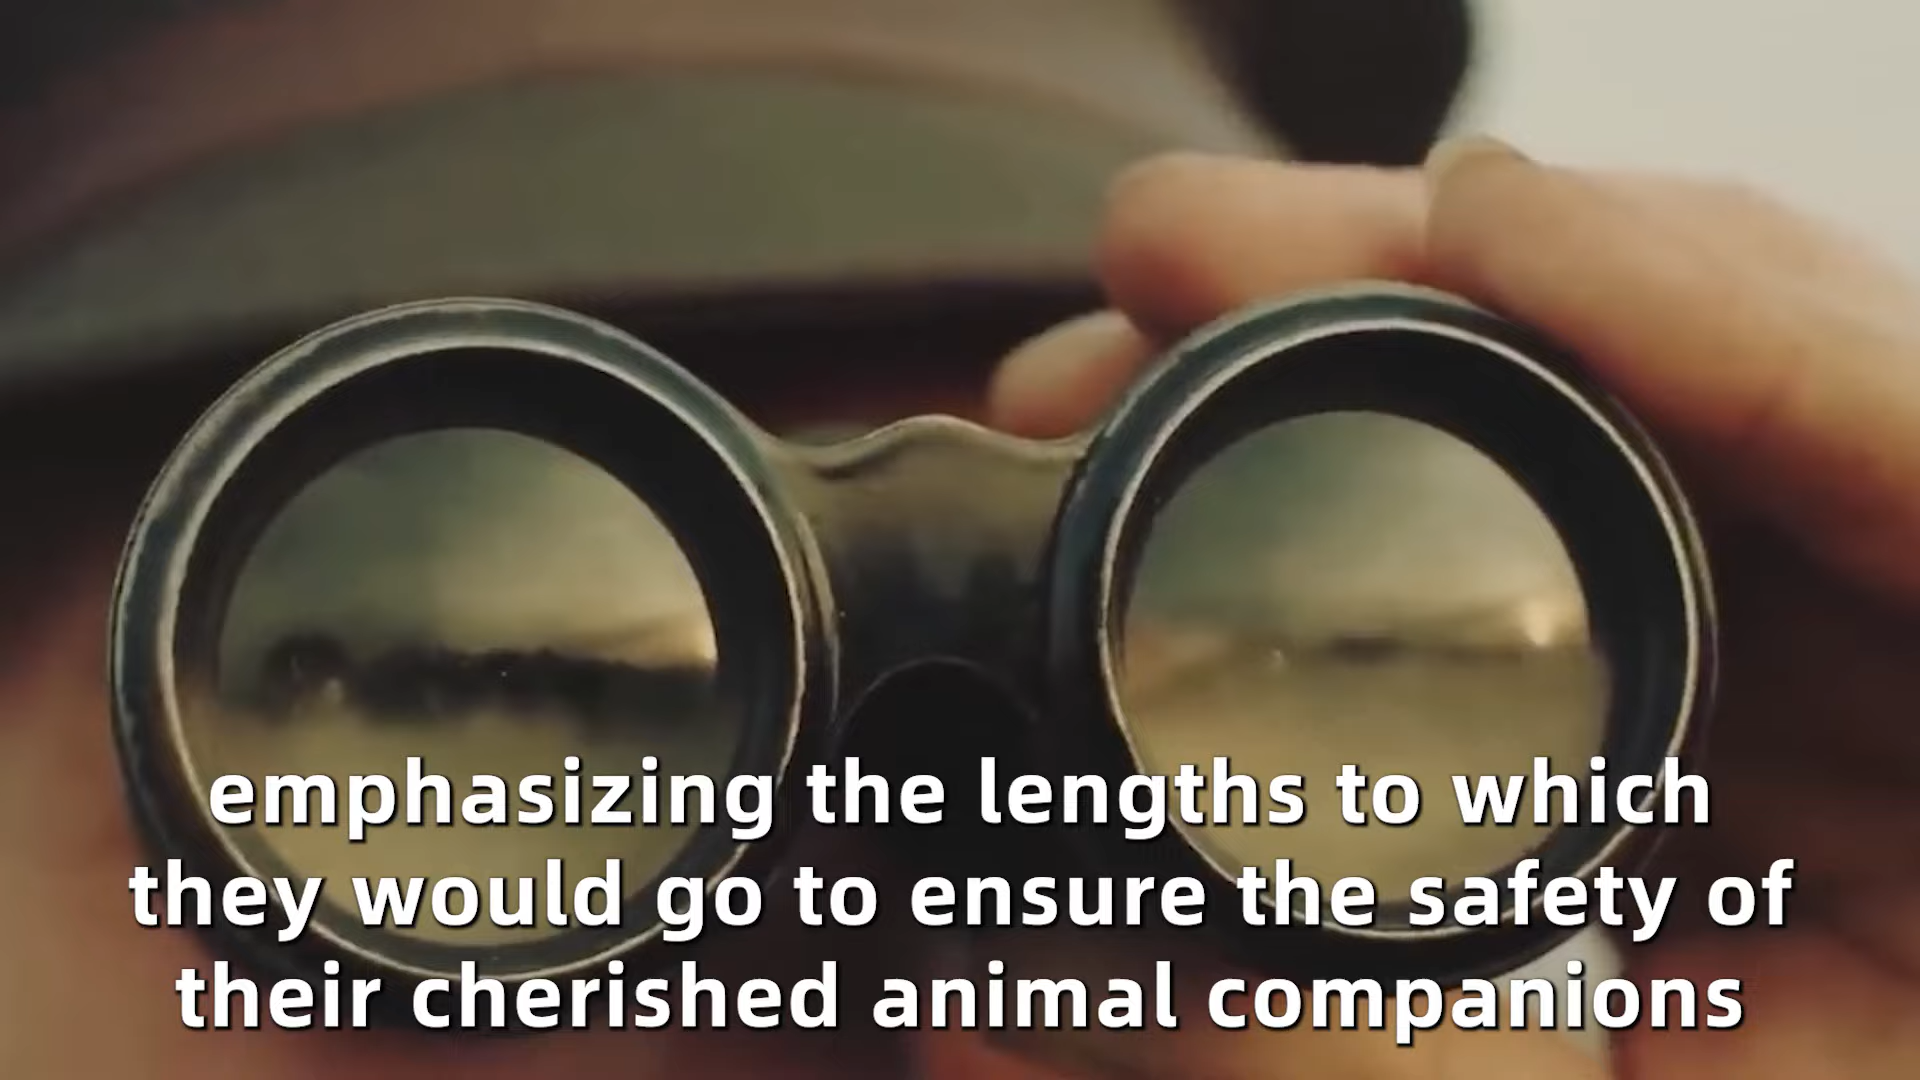 emphasizing the lengths to which
they would go to ensure the safety of
their cherished animal companions